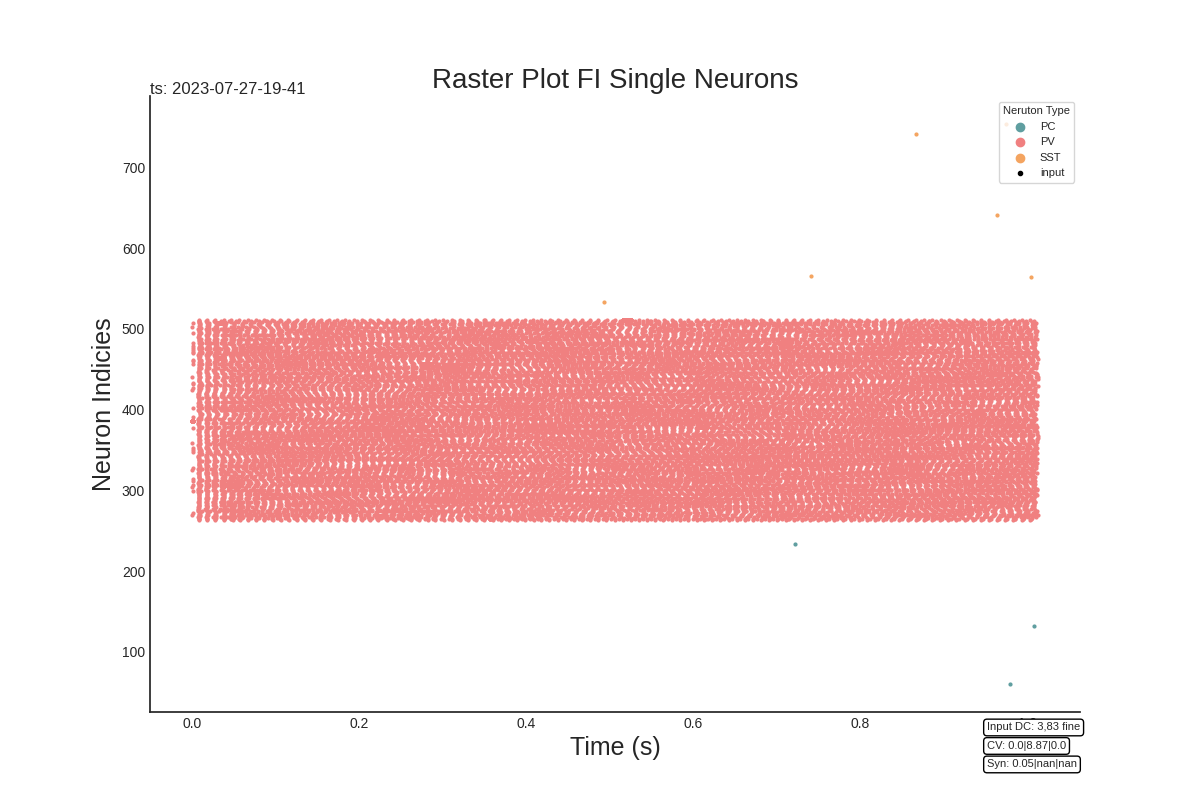 Raster Plot FI Single Neurons
ts: 2023-07-27-19-41
Neruton Type
PC
PV
SST
input
Neuron Indicies
700
600
500
400
300
200
100
0.0
0.2
0.4
0.6
0.8
Time (s)
Input DC: 3,83 fine
CV: 0.0|8.87|0.0
Syn: 0.05|nan|nan